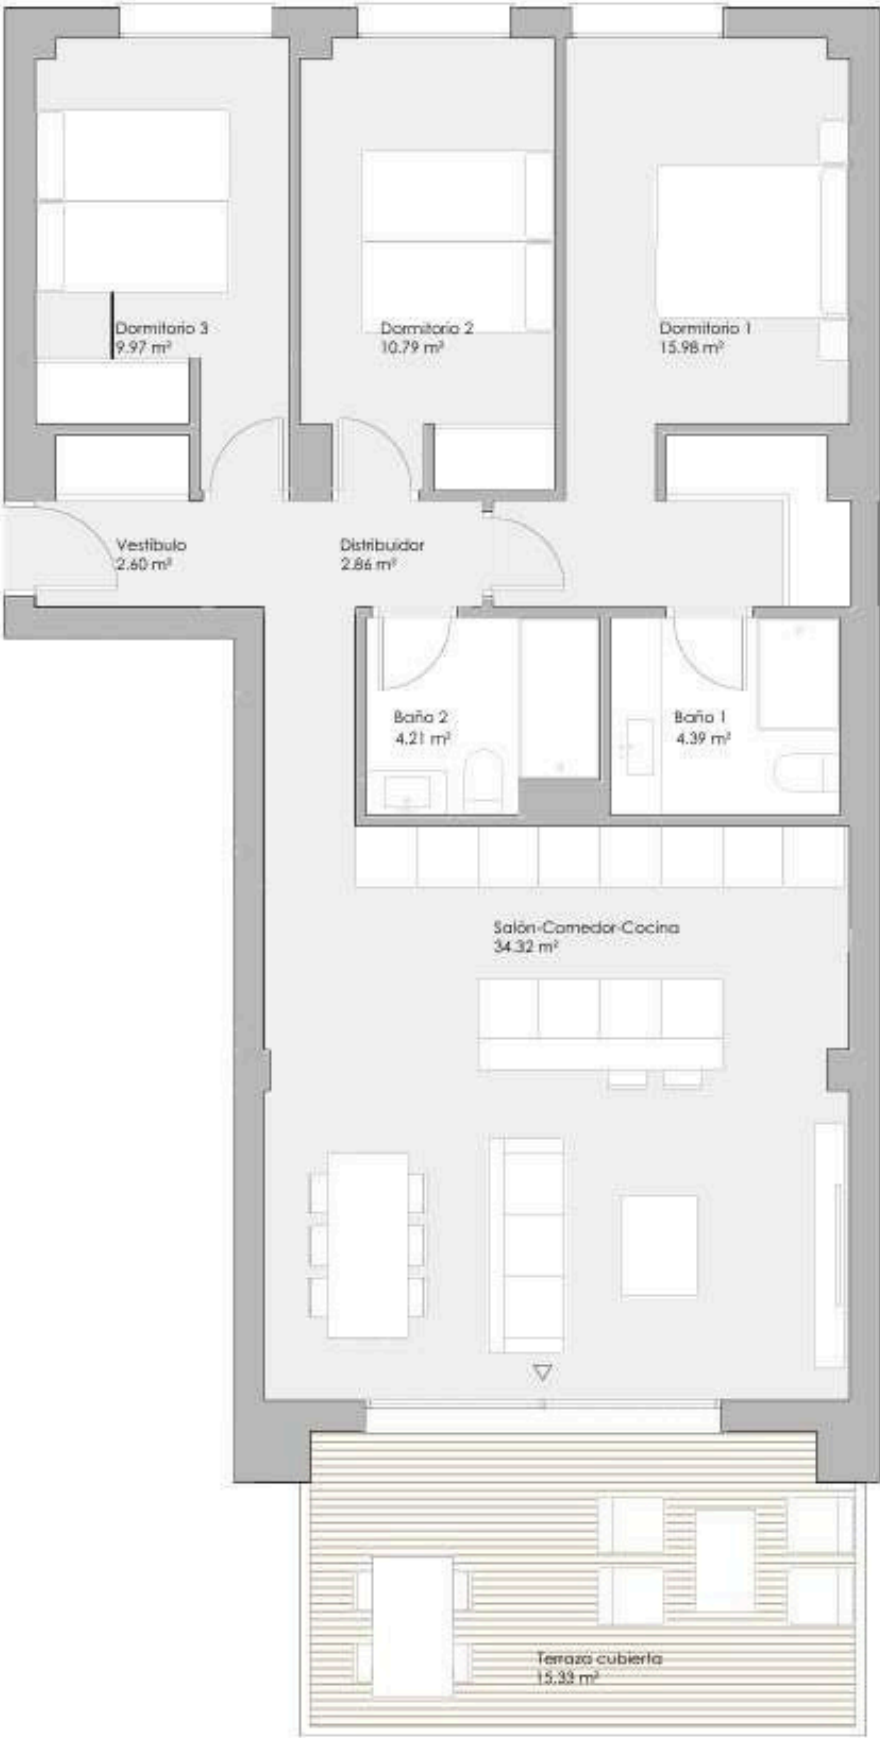 Dormitorio 3
9.97 m²
Dormitorio 2
10.79 m²
Dormitorio 1
15.98 m²
Vestíbulo
2.60 m²
Distribuidor
2.86 m²
Baño 2
4.21 m²
Baño 1
4.39 m²
Salón-Comedor-Cocina
34.32 m²
Terraza cubierta
15.33 m²